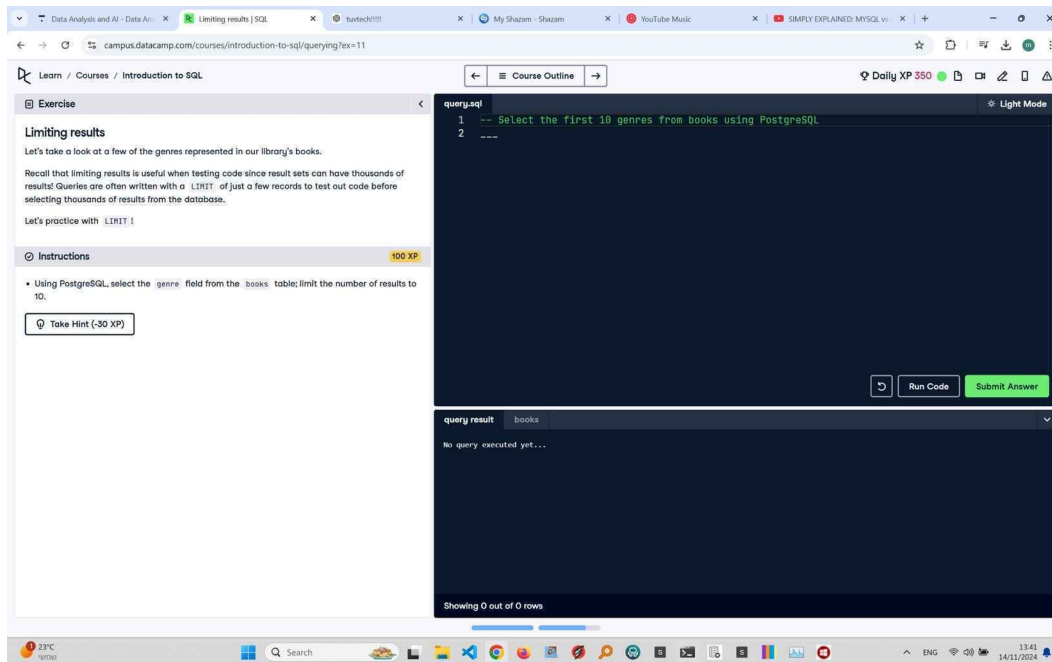 Data Analysis and AI - Data An
Limiting results | SQL
tuvtech!!!!!
My Shazam - Shazam
YouTube Music
SIMPLY EXPLAINED: MYSQL vs
campus.datacamp.com/courses/introduction-to-sql/querying?ex=11
Learn / Courses / Introduction to SQL
Course Outline
Daily XP 350
Exercise
Limiting results
Let's take a look at a few of the genres represented in our library's books.
Recall that limiting results is useful when testing code since result sets can have thousands of
results! Queries are often written with a LIMIT of just a few records to test out code before
selecting thousands of results from the database.
Let's practice with LIMIT !
Instructions
100 XP
• Using PostgreSQL, select the genre field from the books table; limit the number of results to
10.
Take Hint (-30 XP)
query.sql
Light Mode
1 -- Select the first 10 genres from books using PostgreSQL
2 ___
Run Code
Submit Answer
query result
books
No query executed yet...
Showing 0 out of 0 rows
1
23°C
Search
ENG
13:41
14/11/2024